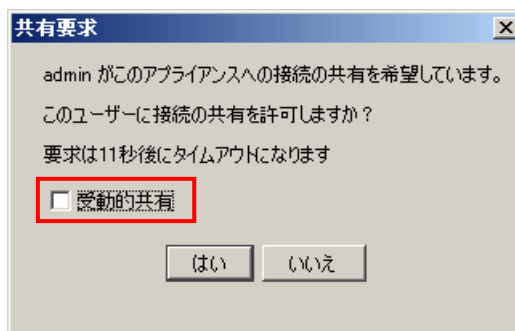 共有要求
admin がこのアプライアンスへの接続の共有を希望しています。
このユーザーに接続の共有を許可しますか？
要求は11秒後にタイムアウトになります
受動的共有
はい いいえ